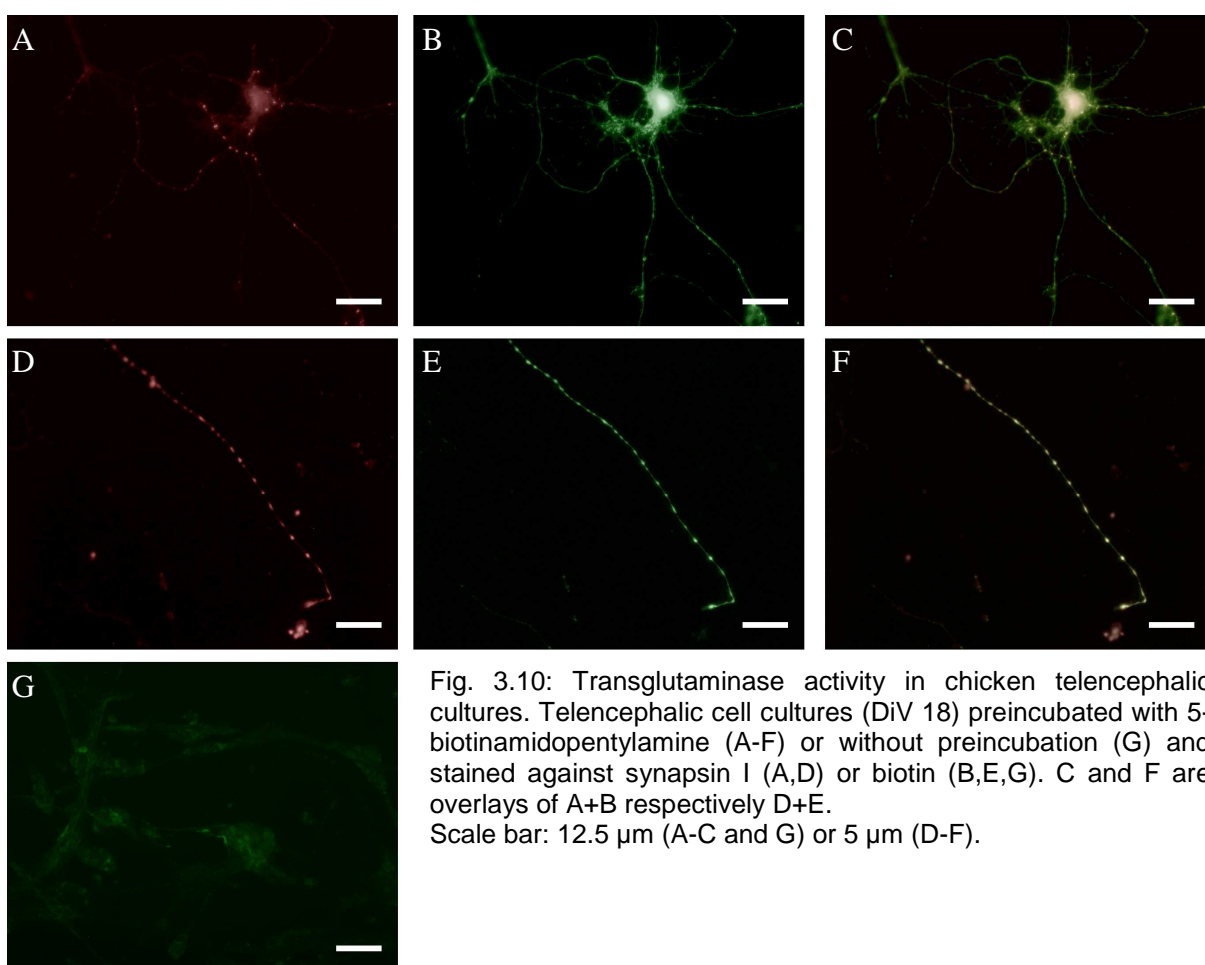 A
B
C
D
E
F
G
Fig. 3.10: Transglutaminase activity in chicken telencephalic
cultures. Telencephalic cell cultures (DiV 18) preincubated with 5-
biotinamidopentylamine (A-F) or without preincubation (G) and
stained against synapsin I (A,D) or biotin (B,E,G). C and F are
overlays of A+B respectively D+E.
Scale bar: 12.5 µm (A-C and G) or 5 µm (D-F).